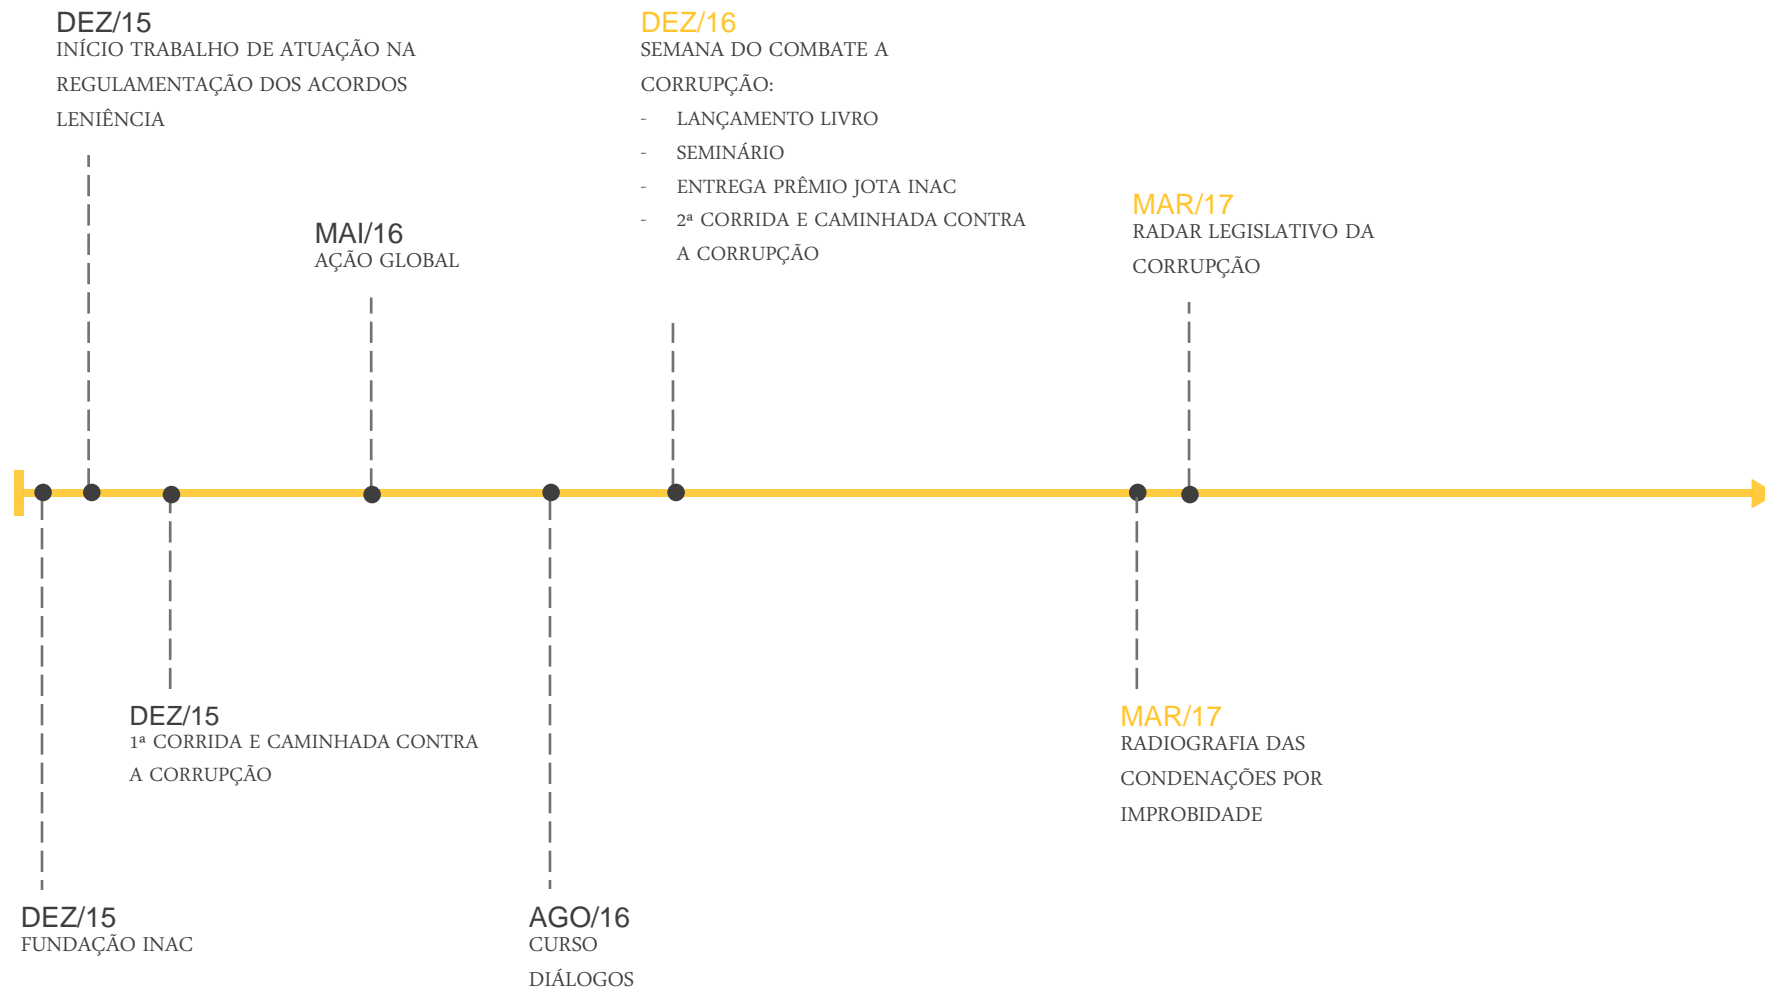 DEZ/15
INÍCIO TRABALHO DE ATUAÇÃO NA
REGULAMENTAÇÃO DOS ACORDOS
LENIÊNCIA
DEZ/16
SEMANA DO COMBATE A
CORRUPÇÃO:
- LANÇAMENTO LIVRO
- SEMINÁRIO
- ENTREGA PRÊMIO JOTA INAC
- 2ª CORRIDA E CAMINHADA CONTRA
A CORRUPÇÃO
MAI/16
AÇÃO GLOBAL
MAR/17
RADAR LEGISLATIVO DA
CORRUPÇÃO
DEZ/15
1ª CORRIDA E CAMINHADA CONTRA
A CORRUPÇÃO
MAR/17
RADIOGRAFIA DAS
CONDENAÇÕES POR
IMPROBIDADE
DEZ/15
FUNDAÇÃO INAC
AGO/16
CURSO
DIÁLOGOS